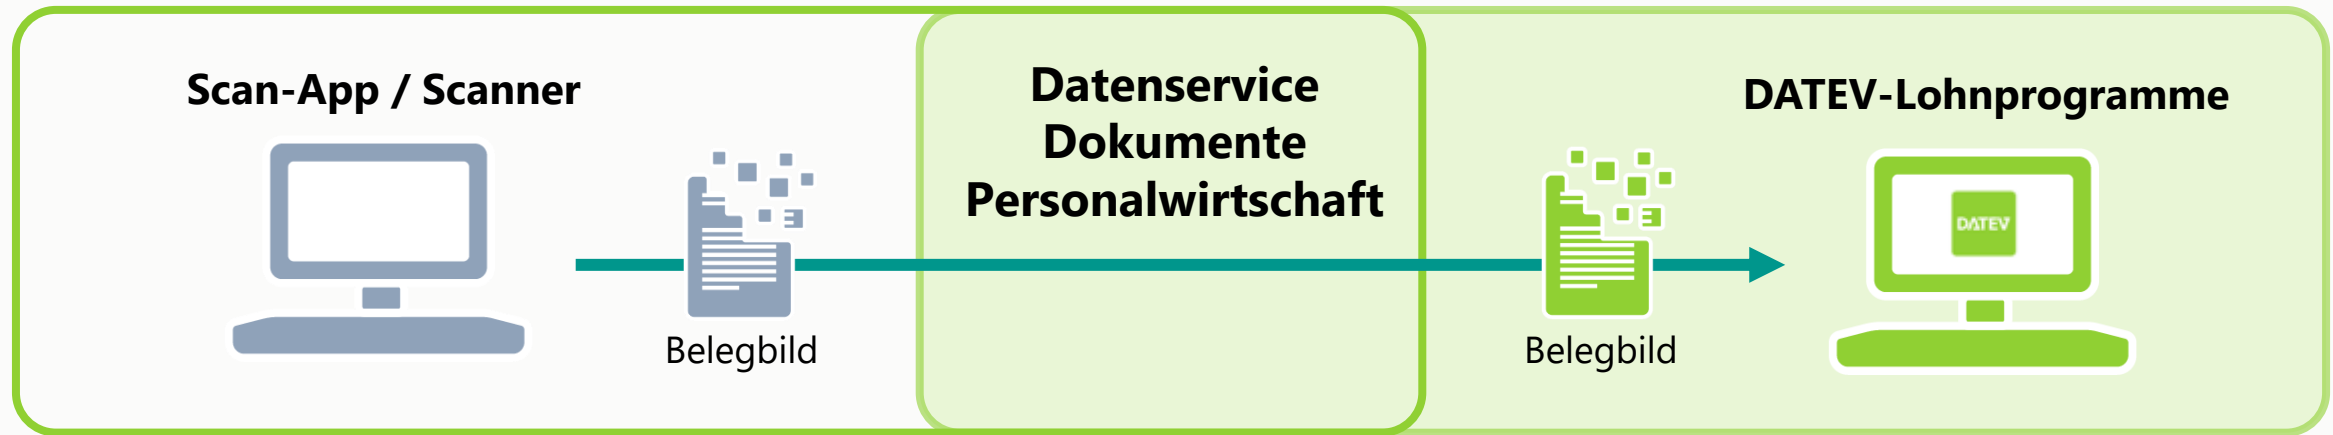 Scan-App / Scanner
Belegbild
Datenservice
Dokumente
Personalwirtschaft
Belegbild
DATEV-Lohnprogramme
DATEV